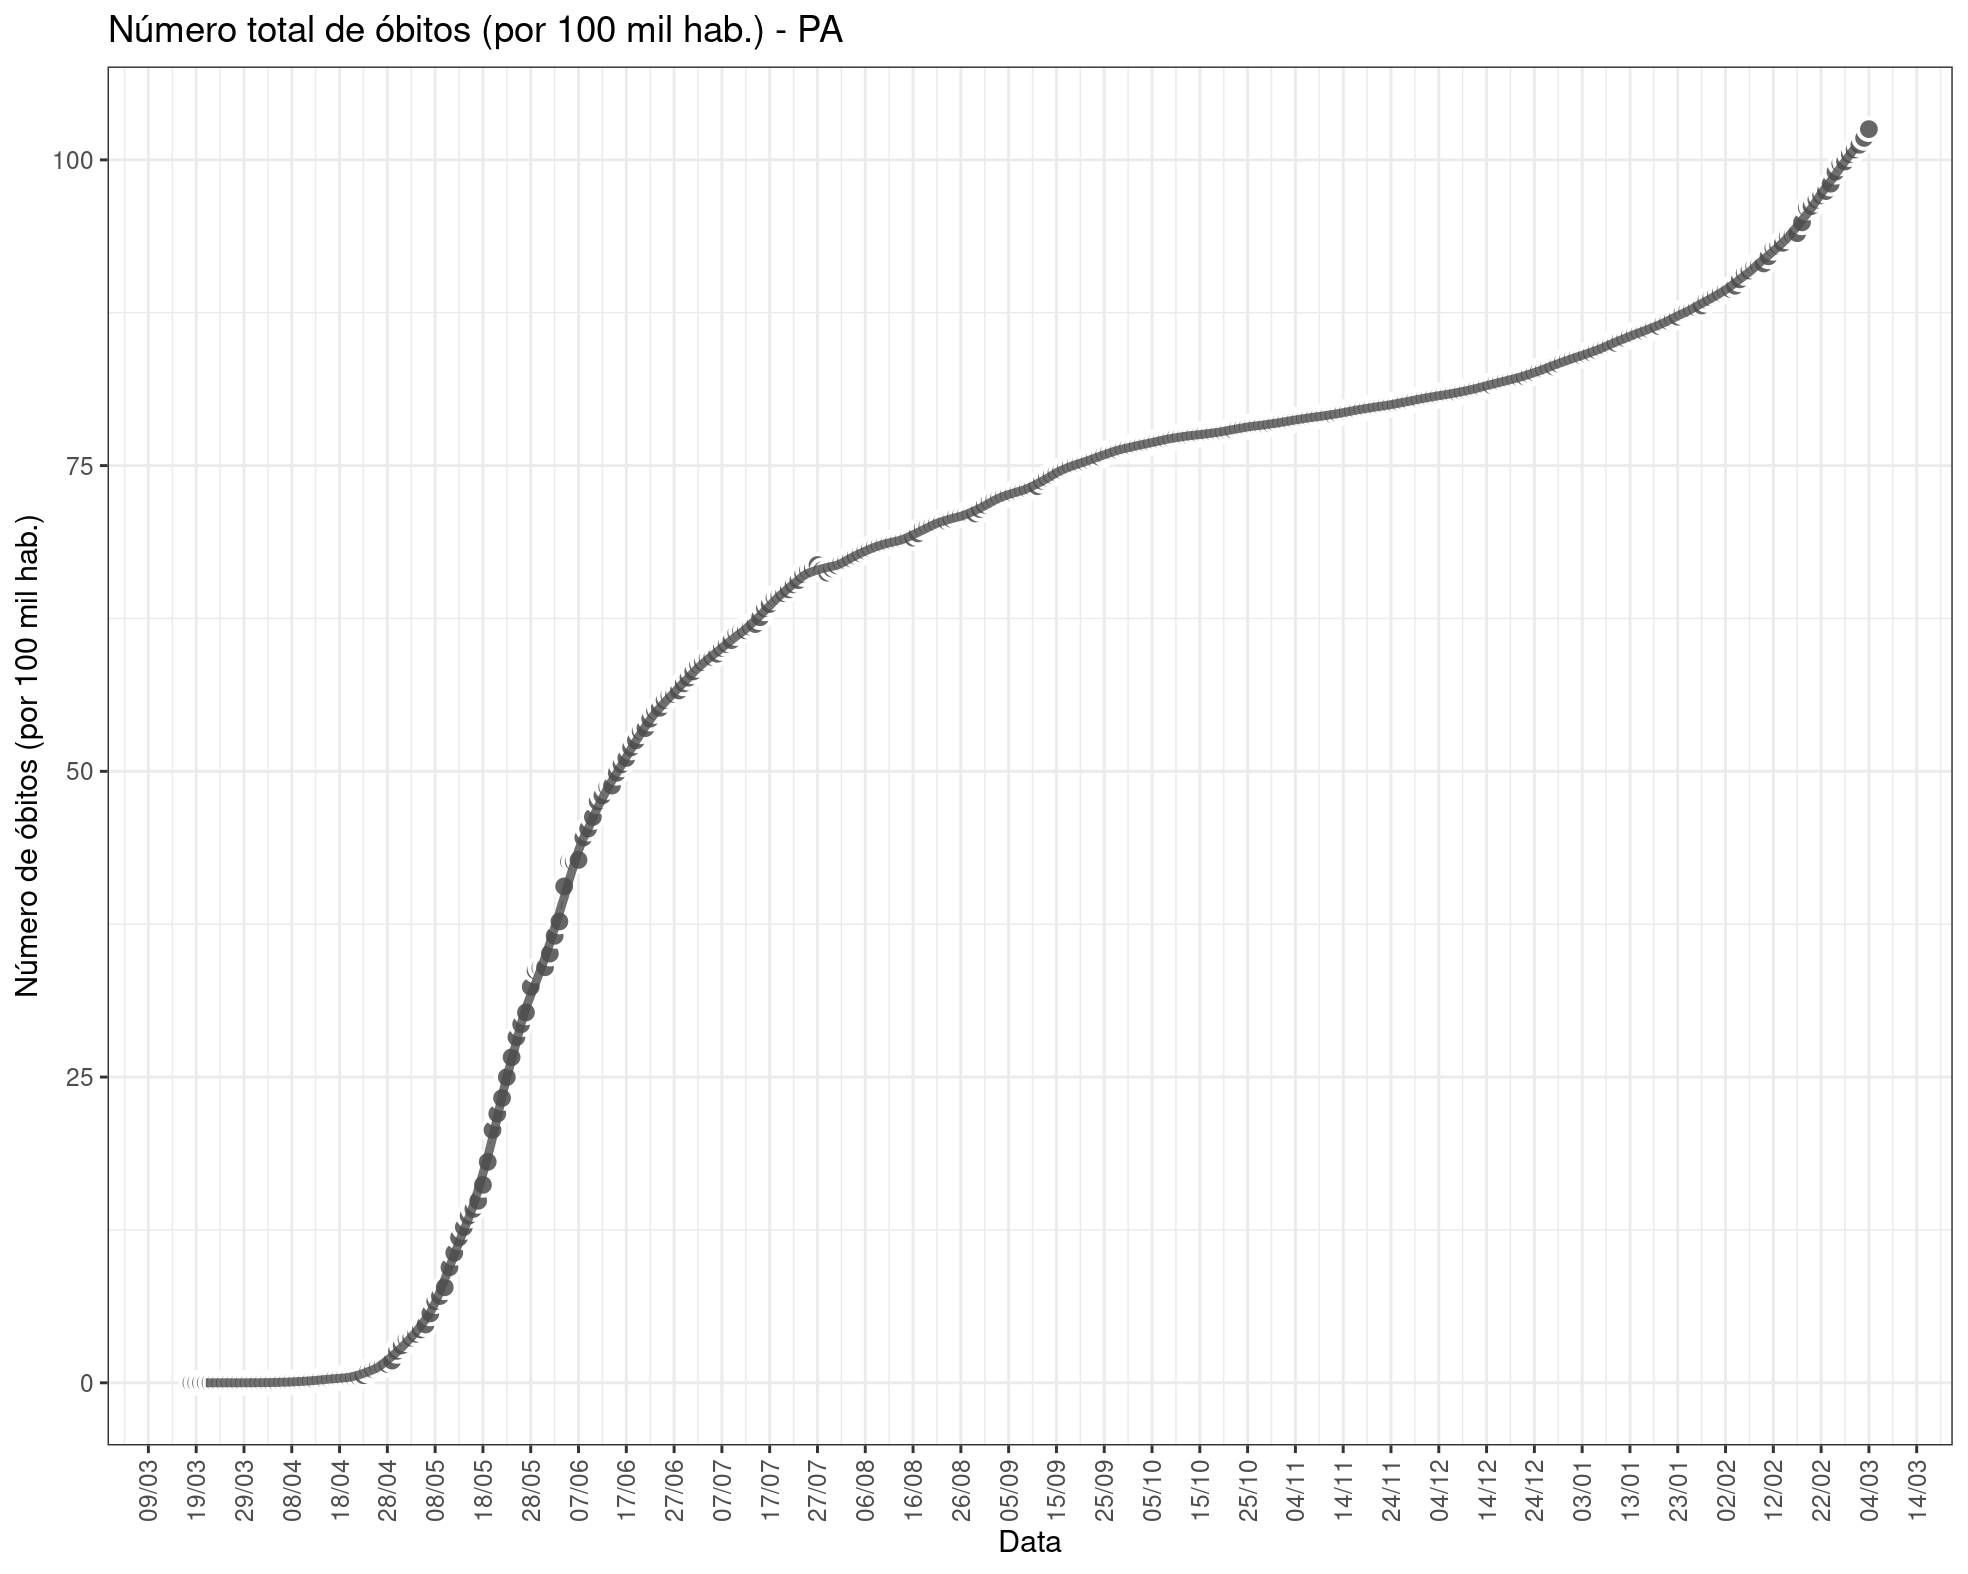 Número total de óbitos (por 100 mil hab.) - PA
Número de óbitos (por 100 mil hab.)
100
75
50
25
0
09/03 19/03 29/03 08/04 18/04 28/04 08/05 18/05 28/05 07/06 17/06 27/06 07/07 17/07 27/07 06/08 16/08 26/08 05/09 15/09 25/09 05/10 15/10 25/10 04/11 14/11 24/11 04/12 14/12 24/12 03/01 13/01 23/01 02/02 12/02 22/02 04/03 14/03
Data